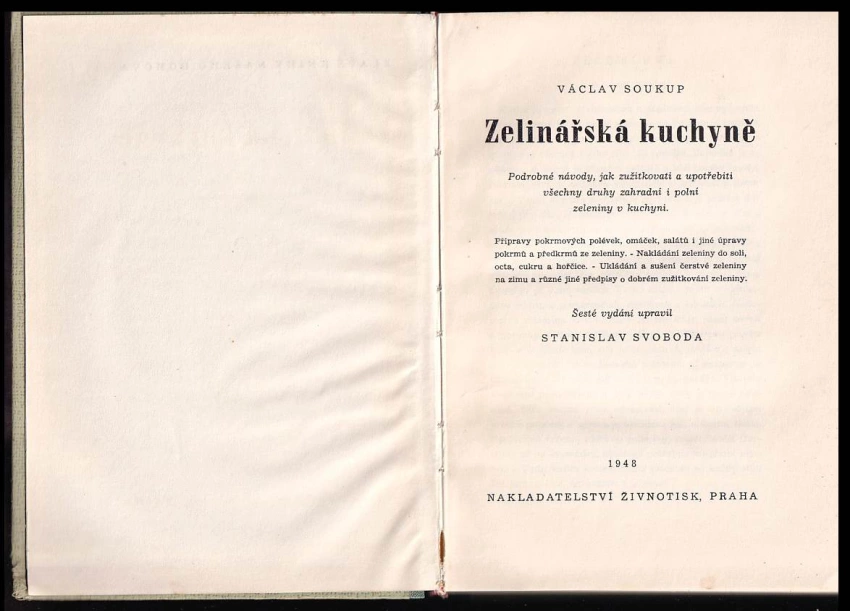 VÁCLAV SOUKUP
Zelinářská kuchyně
Podrobné návody, jak zužitkovati a upotřebiti
všechny druhy zahradní i polní
zeleniny v kuchyni.
Přípravy pokrmových polévek, omáček, salátů i jiné úpravy
pokrmů a předkrmů ze zeleniny. - Nakládání zeleniny do soli,
octa, cukru a hořčice. - Ukládání a sušení čerstvé zeleniny
na zimu a různé jiné předpisy o dobrém zužitkování zeleniny.
Šesté vydání upravil
STANISLAV SVOBODA
1948
NAKLADATELSTVÍ ŽIVNOTISK, PRAHA